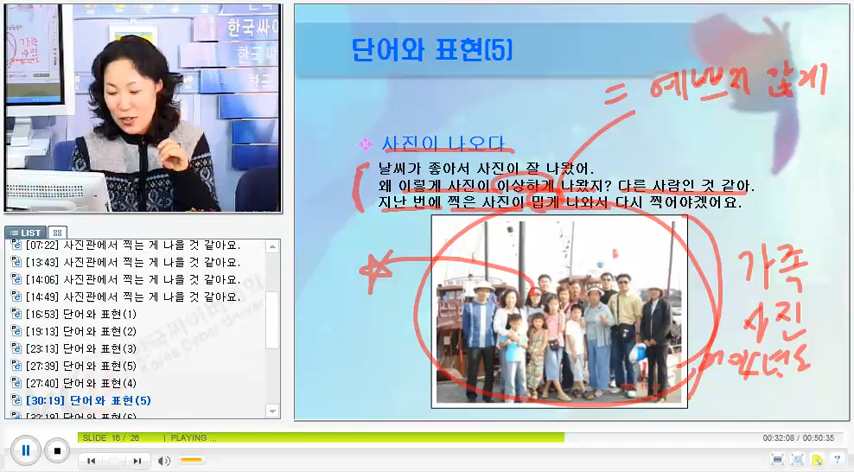 단어와 표현(5)
= 예쁘지 않게
사진이 나오다
날씨가 좋아서 사진이 잘 나왔어.
왜 이렇게 사진이 이상하게 나왔지? 다른 사람인 것 같아.
지난 번에 찍은 사진이 밉게 나와서 다시 찍어야겠어요.
가족
사진
LIST
[07:22] 사진관에서 찍는 게 나을 것 같아요.
[13:43] 사진관에서 찍는 게 나을 것 같아요.
[14:06] 사진관에서 찍는 게 나을 것 같아요.
[14:49] 사진관에서 찍는 게 나을 것 같아요.
[16:53] 단어와 표현(1)
[19:13] 단어와 표현(2)
[23:13] 단어와 표현(3)
[27:39] 단어와 표현(5)
[27:40] 단어와 표현(4)
[30:19] 단어와 표현(5)
[32:19] 단어와 표현(6)
SLIDE 16 / 26 | PLAYING ...
00:32:08 / 00:50:35